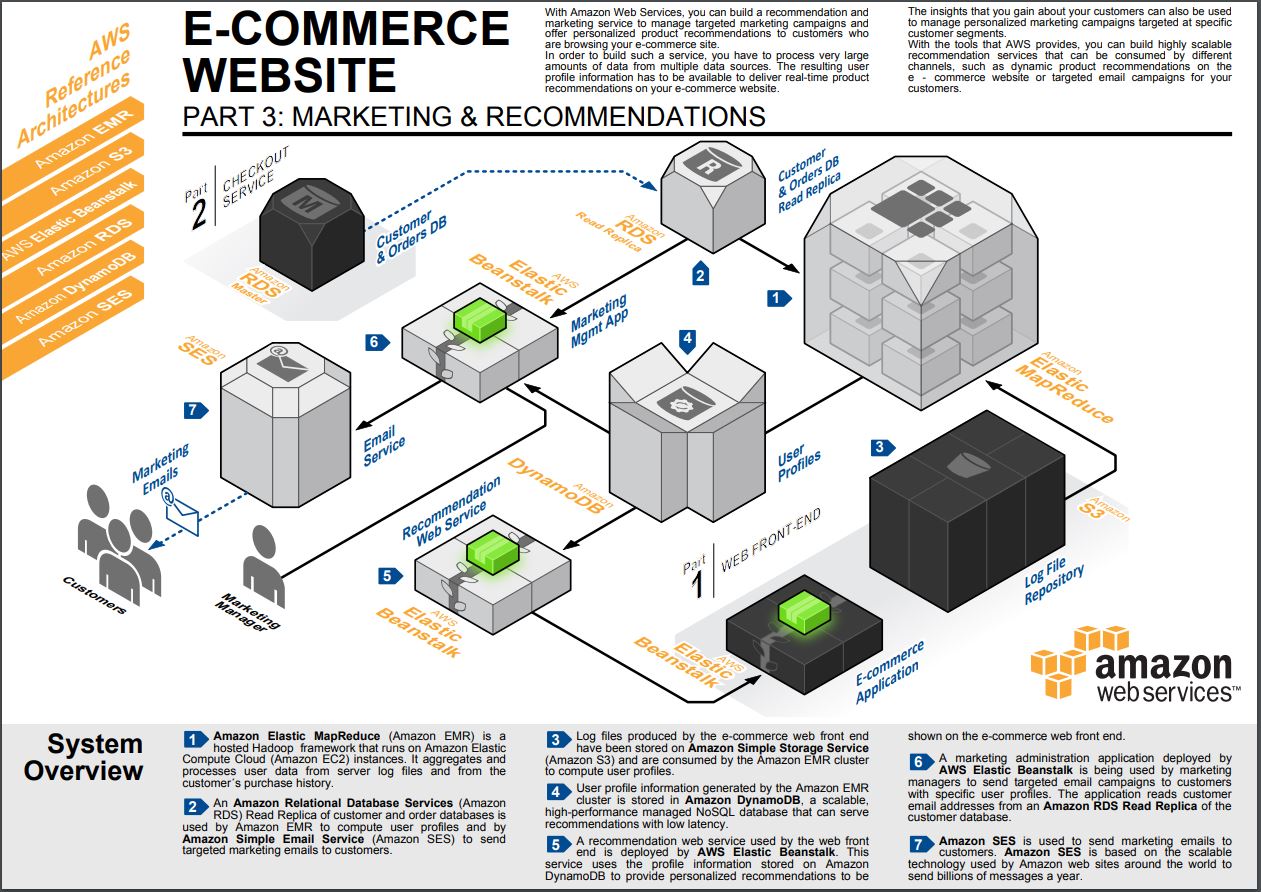 AWS
Reference
Architectures
Amazon EMR
Amazon S3
AWS Elastic Beanstalk
Amazon RDS
Amazon DynamoDB
Amazon SES
E-COMMERCE
WEBSITE
PART 3: MARKETING & RECOMMENDATIONS
With Amazon Web Services, you can build a recommendation and
marketing service to manage targeted marketing campaigns and
offer personalized product recommendations to customers who
are browsing your e-commerce site.
In order to build such a service, you have to process very large
amounts of data from multiple data sources. The resulting user
profile information has to be available to deliver real-time product
recommendations on your e-commerce website.
The insights that you gain about your customers can also be used
to manage personalized marketing campaigns targeted at specific
customer segments.
With the tools that AWS provides, you can build highly scalable
recommendation services that can be consumed by different
channels, such as dynamic product recommendations on the
e - commerce website or targeted email campaigns for your
customers.
Part
2
CHECKOUT
SERVICE
M
Customer
& Orders DB
Amazon
RDS
Master
R
Customer
& Orders DB
Read Replica
Amazon
RDS
Read Replica
2
1
Amazon
Elastic
MapReduce
AWS
Elastic
Beanstalk
Marketing
Mgmt App
6
4
User
Profiles
Amazon
DynamoDB
Amazon
SES
@
7
Email
Service
Marketing
Emails
@
Customers
Marketing
Manager
Recommendation
Web Service
5
AWS
Elastic
Beanstalk
Part
1
WEB FRONT-END
3
Amazon
S3
Log File
Repository
AWS
Elastic
Beanstalk
E-commerce
Application
amazon
web services™
System
Overview
1 Amazon Elastic MapReduce (Amazon EMR) is a
hosted Hadoop framework that runs on Amazon Elastic
Compute Cloud (Amazon EC2) instances. It aggregates and
processes user data from server log files and from the
customer's purchase history.
2 An Amazon Relational Database Services (Amazon
RDS) Read Replica of customer and order databases is
used by Amazon EMR to compute user profiles and by
Amazon Simple Email Service (Amazon SES) to send
targeted marketing emails to customers.
3 Log files produced by the e-commerce web front end
have been stored on Amazon Simple Storage Service
(Amazon S3) and are consumed by the Amazon EMR cluster
to compute user profiles.
4 User profile information generated by the Amazon EMR
cluster is stored in Amazon DynamoDB, a scalable,
high-performance managed NoSQL database that can serve
recommendations with low latency.
5 A recommendation web service used by the web front
end is deployed by AWS Elastic Beanstalk. This
service uses the profile information stored on Amazon
DynamoDB to provide personalized recommendations to be
shown on the e-commerce web front end.
6 A marketing administration application deployed by
AWS Elastic Beanstalk is being used by marketing
managers to send targeted email campaigns to customers
with specific user profiles. The application reads customer
email addresses from an Amazon RDS Read Replica of the
customer database.
7 Amazon SES is used to send marketing emails to
customers. Amazon SES is based on the scalable
technology used by Amazon web sites around the world to
send billions of messages a year.